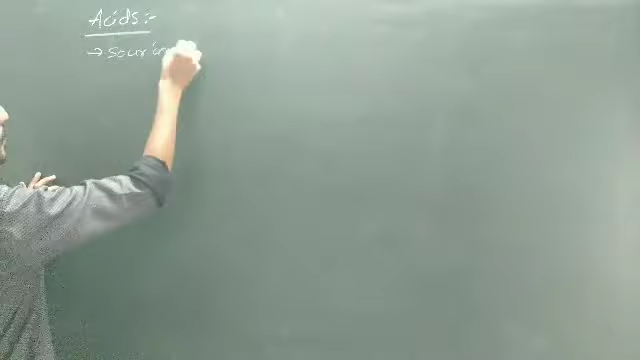 Acids :-
→ Sour in